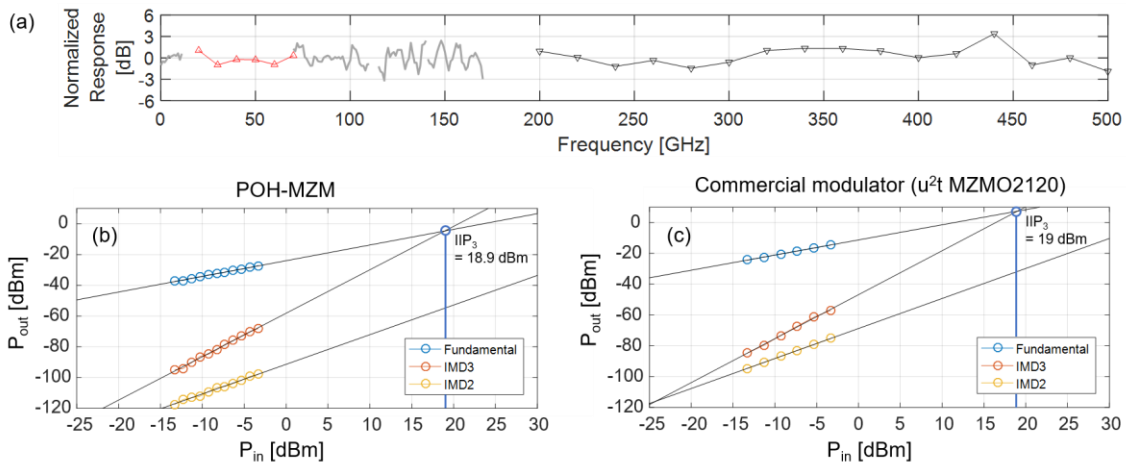 (a)
Normalized
Response
[dB]
6
3
0
-3
-6
0 50 100 150 200 250 300 350 400 450 500
Frequency [GHz]
POH-MZM
(b)
P_out [dBm]
0
-20
-40
-60
-80
-100
-120
IIP₃
= 18.9 dBm
Fundamental
IMD3
IMD2
-25 -20 -15 -10 -5 0 5 10 15 20 25 30
P_in [dBm]
Commercial modulator (u²t MZMO2120)
(c)
P_out [dBm]
0
-20
-40
-60
-80
-100
-120
IIP₃
= 19 dBm
Fundamental
IMD3
IMD2
-25 -20 -15 -10 -5 0 5 10 15 20 25 30
P_in [dBm]